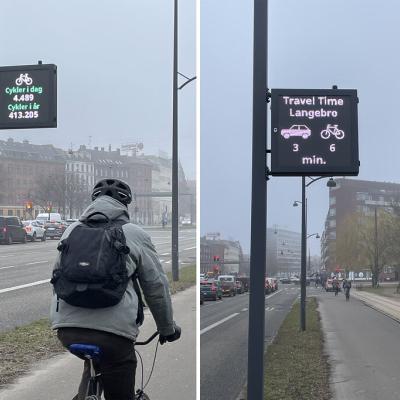 Cykler i dag
4.489
Cykler i år
413.205
Travel Time
Langebro
3 6
min.